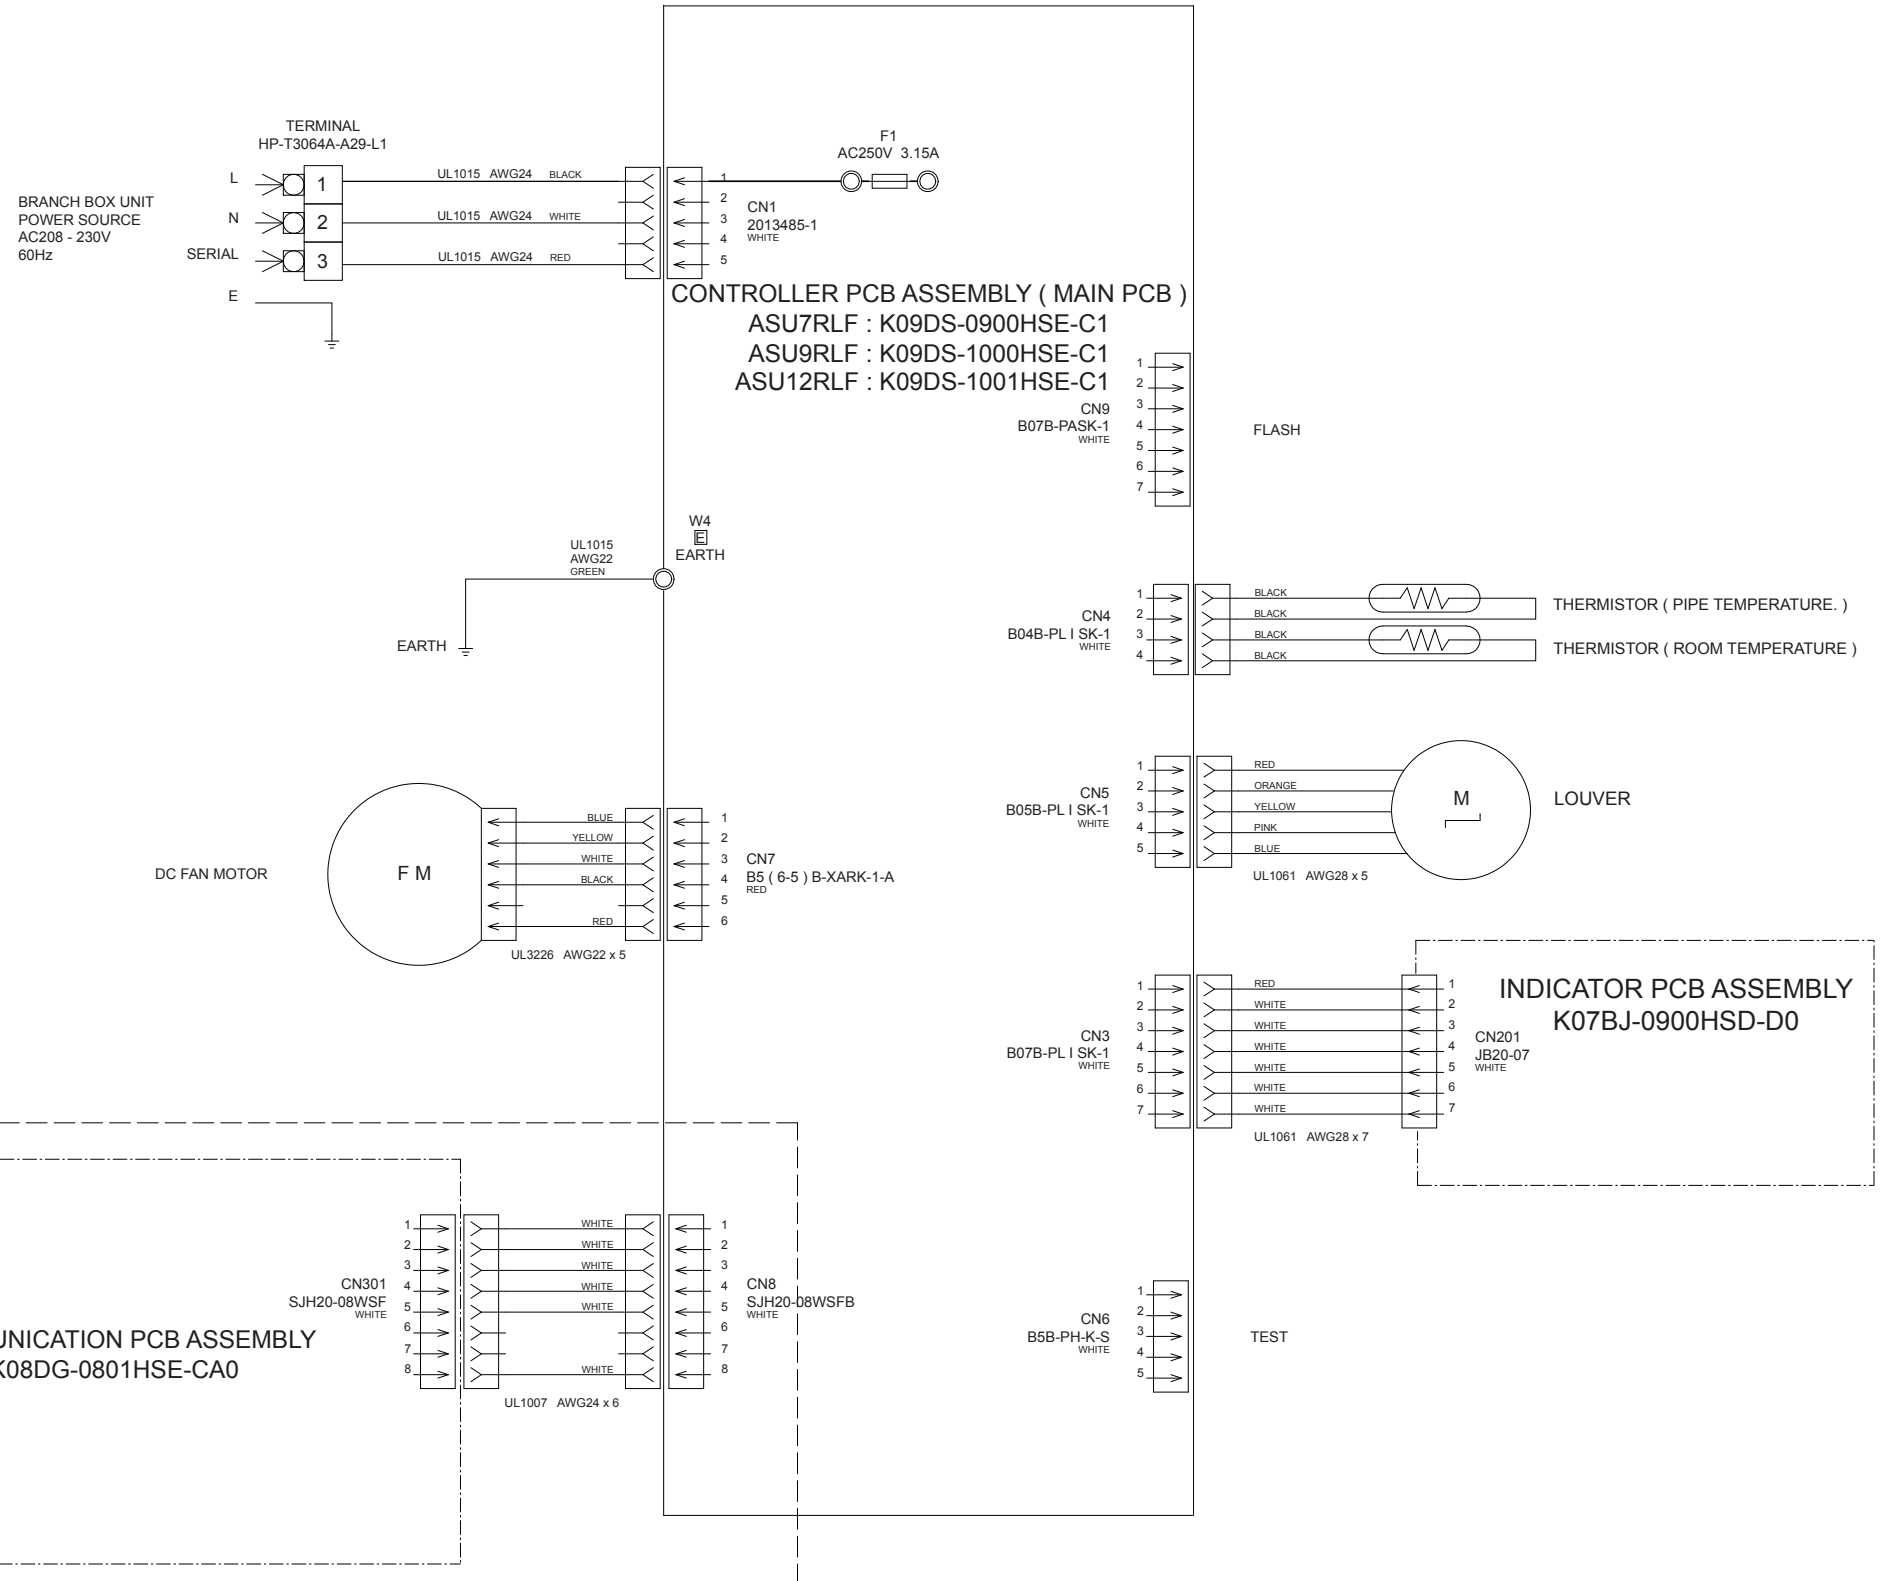 TERMINAL
HP-T3064A-A29-L1
BRANCH BOX UNIT
POWER SOURCE
AC208 - 230V
60Hz
L
N
SERIAL
E
1
2
3
UL1015 AWG24 BLACK
UL1015 AWG24 WHITE
UL1015 AWG24 RED
1
2
3
4
5
CN1
2013485-1
WHITE
F1
AC250V 3.15A
CONTROLLER PCB ASSEMBLY ( MAIN PCB )
ASU7RLF : K09DS-0900HSE-C1
ASU9RLF : K09DS-1000HSE-C1
ASU12RLF : K09DS-1001HSE-C1
CN9
B07B-PASK-1
WHITE
1
2
3
4
5
6
7
FLASH
W4
E
EARTH
UL1015
AWG22
GREEN
EARTH
CN4
B04B-PL I SK-1
WHITE
1
2
3
4
BLACK
BLACK
BLACK
BLACK
THERMISTOR ( PIPE TEMPERATURE. )
THERMISTOR ( ROOM TEMPERATURE )
CN5
B05B-PL I SK-1
WHITE
1
2
3
4
5
RED
ORANGE
YELLOW
PINK
BLUE
UL1061 AWG28 x 5
M
LOUVER
DC FAN MOTOR
F M
BLUE
YELLOW
WHITE
BLACK
RED
UL3226 AWG22 x 5
1
2
3
4
5
6
CN7
B5 ( 6-5 ) B-XARK-1-A
RED
CN3
B07B-PL I SK-1
WHITE
1
2
3
4
5
6
7
RED
WHITE
WHITE
WHITE
WHITE
WHITE
WHITE
UL1061 AWG28 x 7
1
2
3
4
5
6
7
CN201
JB20-07
WHITE
INDICATOR PCB ASSEMBLY
K07BJ-0900HSD-D0
UNICATION PCB ASSEMBLY
K08DG-0801HSE-CA0
CN301
SJH20-08WSF
WHITE
1
2
3
4
5
6
7
8
WHITE
WHITE
WHITE
WHITE
WHITE
WHITE
UL1007 AWG24 x 6
1
2
3
4
5
6
7
8
CN8
SJH20-08WSFB
WHITE
CN6
B5B-PH-K-S
WHITE
1
2
3
4
5
TEST